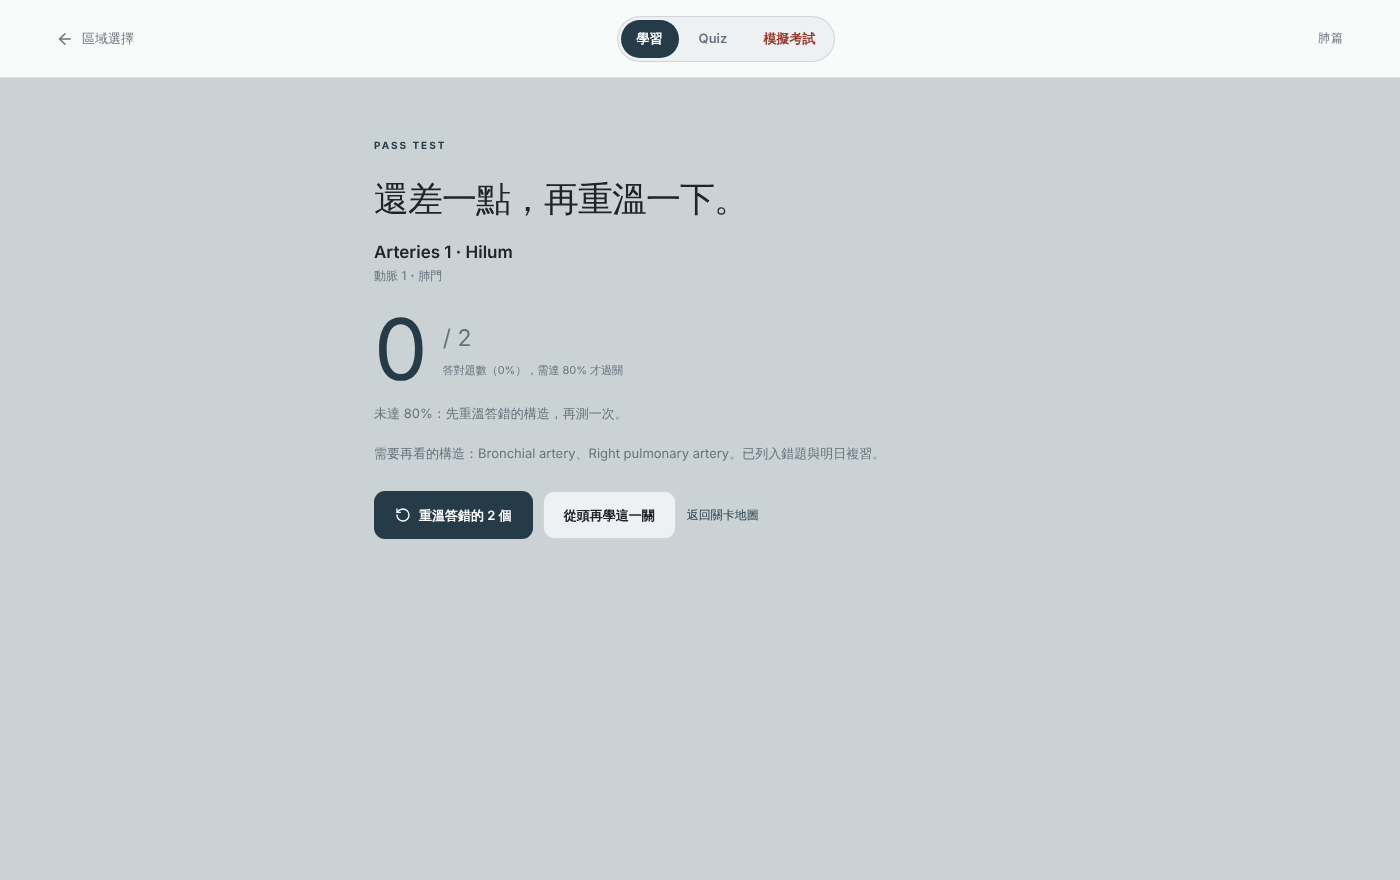 區域選擇
學習
Quiz
模擬考試
肺篇
PASS TEST
還差一點，再重溫一下。
Arteries 1 · Hilum
動脈 1 · 肺門
0 / 2
答對題數（0%），需達 80% 才過關
未達 80%：先重溫答錯的構造，再測一次。
需要再看的構造：Bronchial artery、Right pulmonary artery。已列入錯題與明日複習。
重溫答錯的 2 個
從頭再學這一關
返回關卡地圖